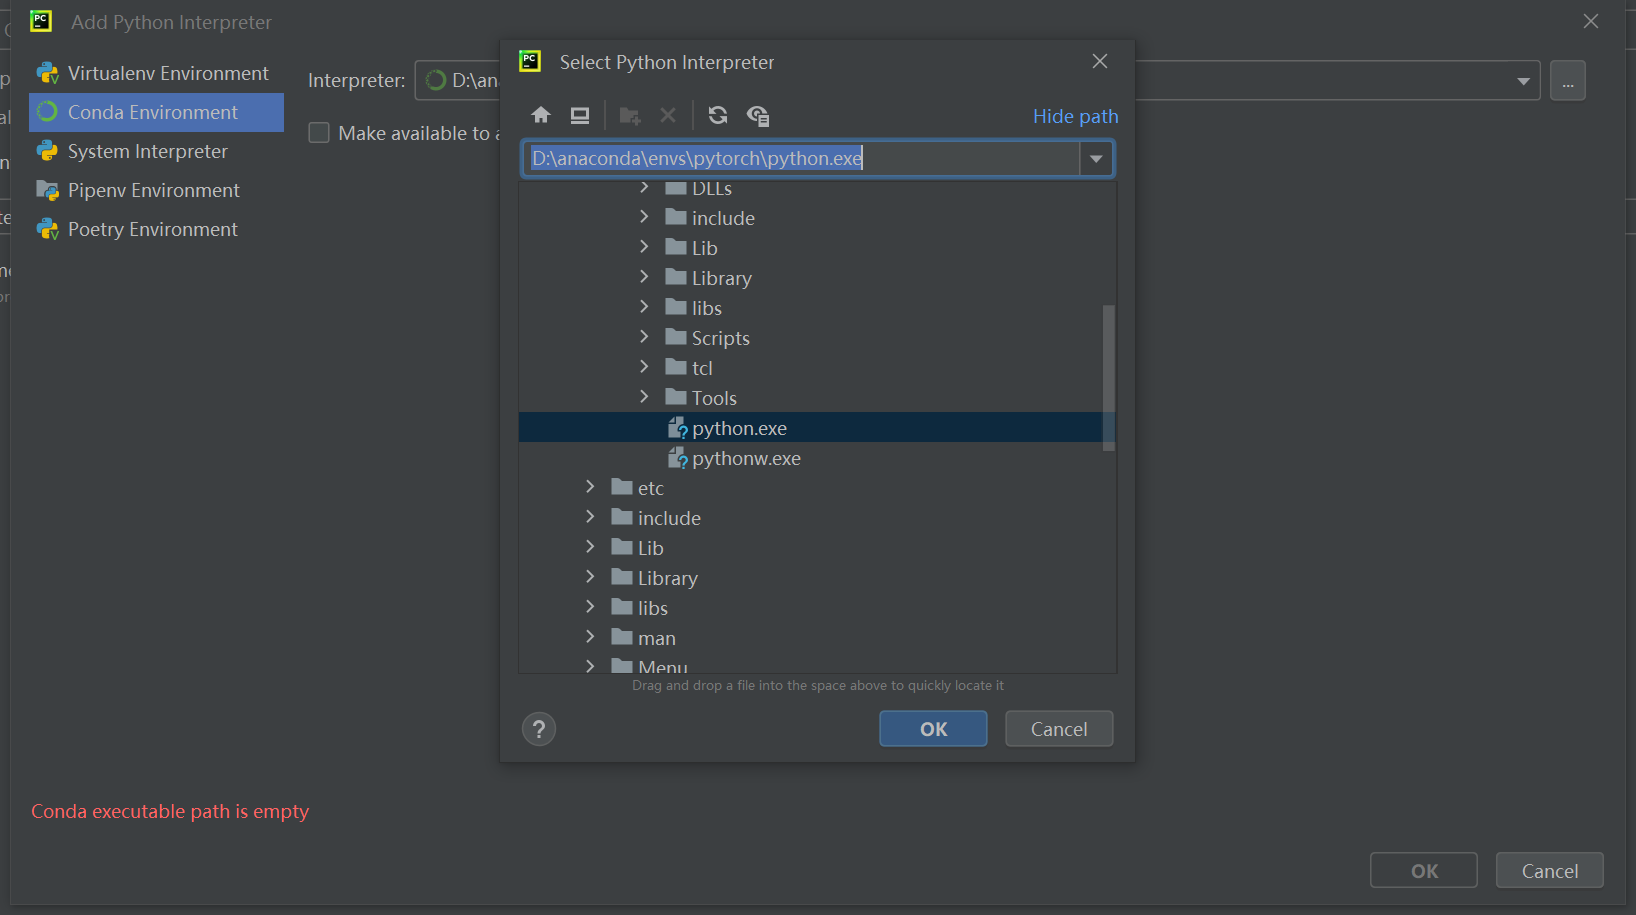 Add Python Interpreter
Virtualenv Environment
Conda Environment
System Interpreter
Pipenv Environment
Poetry Environment
Interpreter:
Make available to
Select Python Interpreter
Hide path
D:\anaconda\envs\pytorch\python.exe
DLLs
include
Lib
Library
libs
Scripts
tcl
Tools
python.exe
pythonw.exe
etc
include
Lib
Library
libs
man
Menu
Drag and drop a file into the space above to quickly locate it
?
OK
Cancel
...
Conda executable path is empty
OK
Cancel